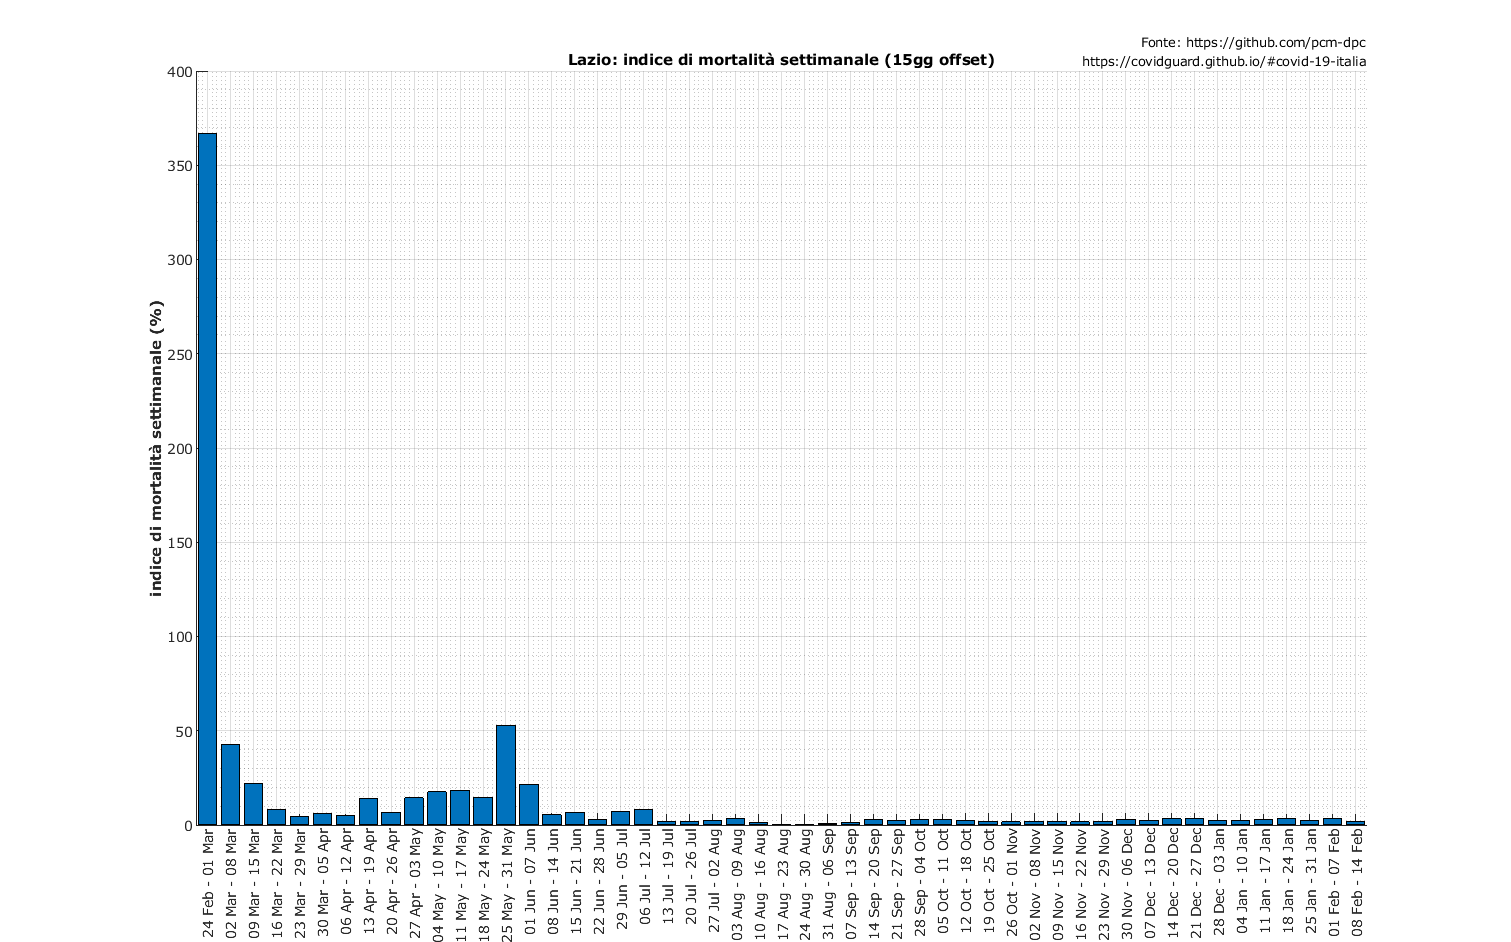 Fonte: https://github.com/pcm-dpc
Lazio: indice di mortalità settimanale (15gg offset)
https://covidguard.github.io/#covid-19-italia
indice di mortalità settimanale (%)
400
350
300
250
200
150
100
50
0
24 Feb - 01 Mar
02 Mar - 08 Mar
09 Mar - 15 Mar
16 Mar - 22 Mar
23 Mar - 29 Mar
30 Mar - 05 Apr
06 Apr - 12 Apr
13 Apr - 19 Apr
20 Apr - 26 Apr
27 Apr - 03 May
04 May - 10 May
11 May - 17 May
18 May - 24 May
25 May - 31 May
01 Jun - 07 Jun
08 Jun - 14 Jun
15 Jun - 21 Jun
22 Jun - 28 Jun
29 Jun - 05 Jul
06 Jul - 12 Jul
13 Jul - 19 Jul
20 Jul - 26 Jul
27 Jul - 02 Aug
03 Aug - 09 Aug
10 Aug - 16 Aug
17 Aug - 23 Aug
24 Aug - 30 Aug
31 Aug - 06 Sep
07 Sep - 13 Sep
14 Sep - 20 Sep
21 Sep - 27 Sep
28 Sep - 04 Oct
05 Oct - 11 Oct
12 Oct - 18 Oct
19 Oct - 25 Oct
26 Oct - 01 Nov
02 Nov - 08 Nov
09 Nov - 15 Nov
16 Nov - 22 Nov
23 Nov - 29 Nov
30 Nov - 06 Dec
07 Dec - 13 Dec
14 Dec - 20 Dec
21 Dec - 27 Dec
28 Dec - 03 Jan
04 Jan - 10 Jan
11 Jan - 17 Jan
18 Jan - 24 Jan
25 Jan - 31 Jan
01 Feb - 07 Feb
08 Feb - 14 Feb